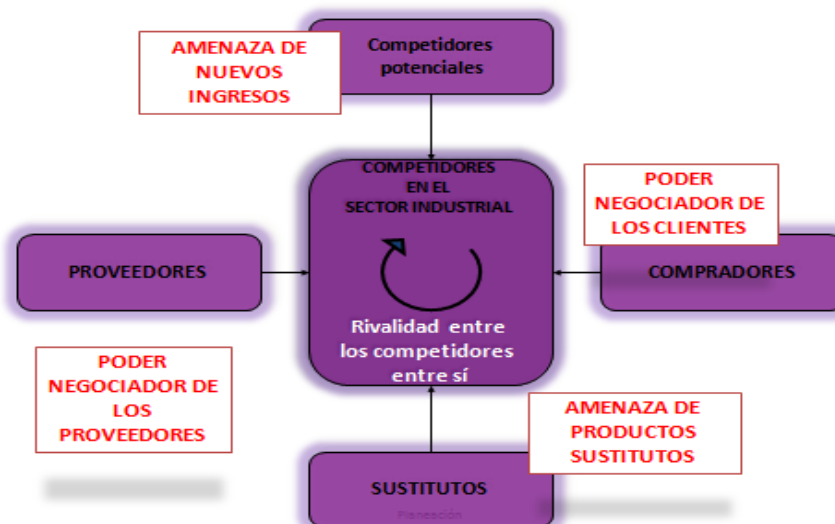 AMENAZA DE
NUEVOS
INGRESOS
Competidores
potenciales
COMPETIDORES
EN EL
SECTOR INDUSTRIAL
PODER
NEGOCIADOR DE
LOS CLIENTES
PROVEEDORES
COMPRADORES
Rivalidad entre
los competidores
entre sí
PODER
NEGOCIADOR DE
LOS
PROVEEDORES
AMENAZA DE
PRODUCTOS
SUSTITUTOS
SUSTITUTOS
Planeación